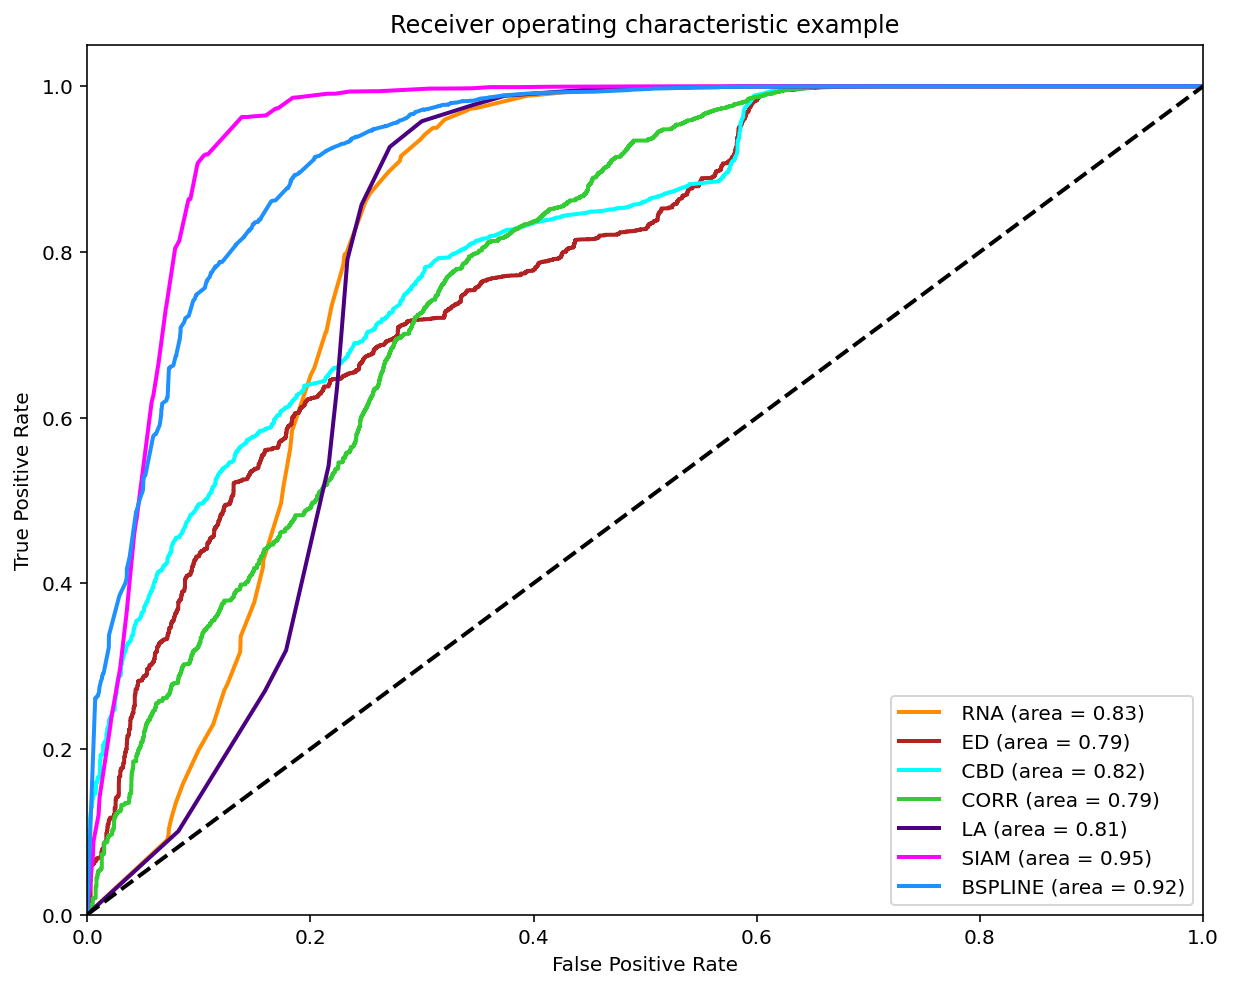 Receiver operating characteristic example
True Positive Rate
1.0
0.8
0.6
0.4
0.2
0.0
RNA (area = 0.83)
ED (area = 0.79)
CBD (area = 0.82)
CORR (area = 0.79)
LA (area = 0.81)
SIAM (area = 0.95)
BSPLINE (area = 0.92)
0.0 0.2 0.4 0.6 0.8 1.0
False Positive Rate